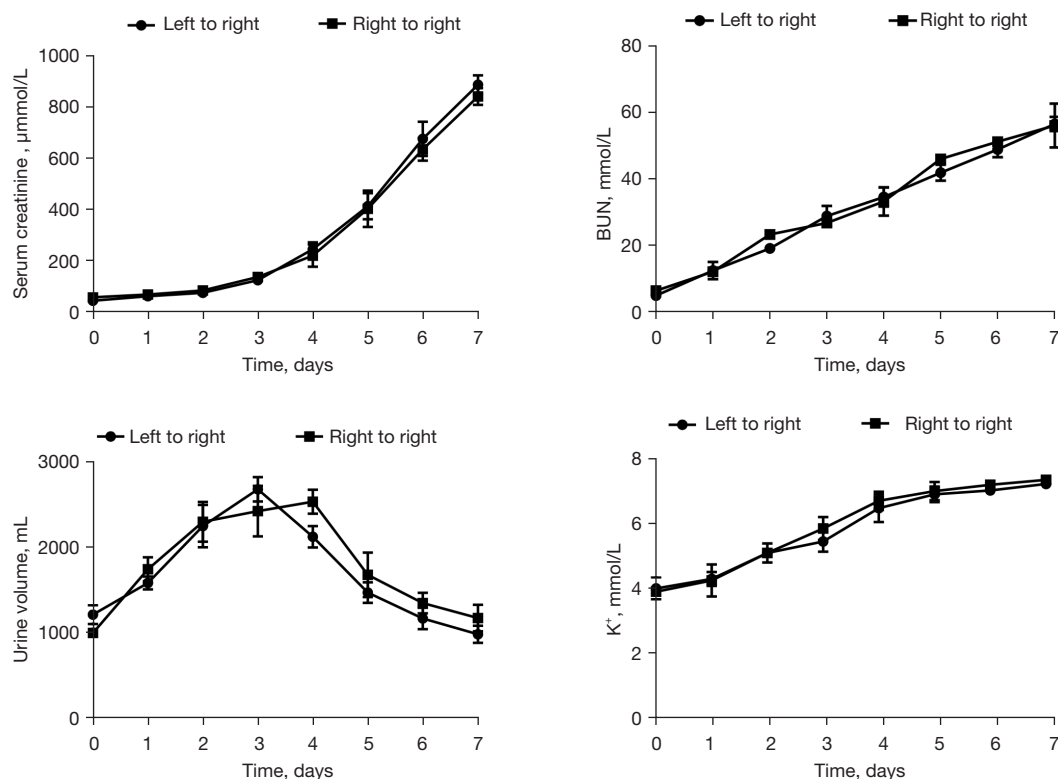 Left to right Right to right
Serum creatinine , μmmol/L
1000
800
600
400
200
0
0 1 2 3 4 5 6 7
Time, days
Left to right Right to right
BUN, mmol/L
80
60
40
20
0
0 1 2 3 4 5 6 7
Time, days
Left to right Right to right
Urine volume, mL
3000
2000
1000
0
0 1 2 3 4 5 6 7
Time, days
Left to right Right to right
K⁺, mmol/L
8
6
4
2
0
0 1 2 3 4 5 6 7
Time, days